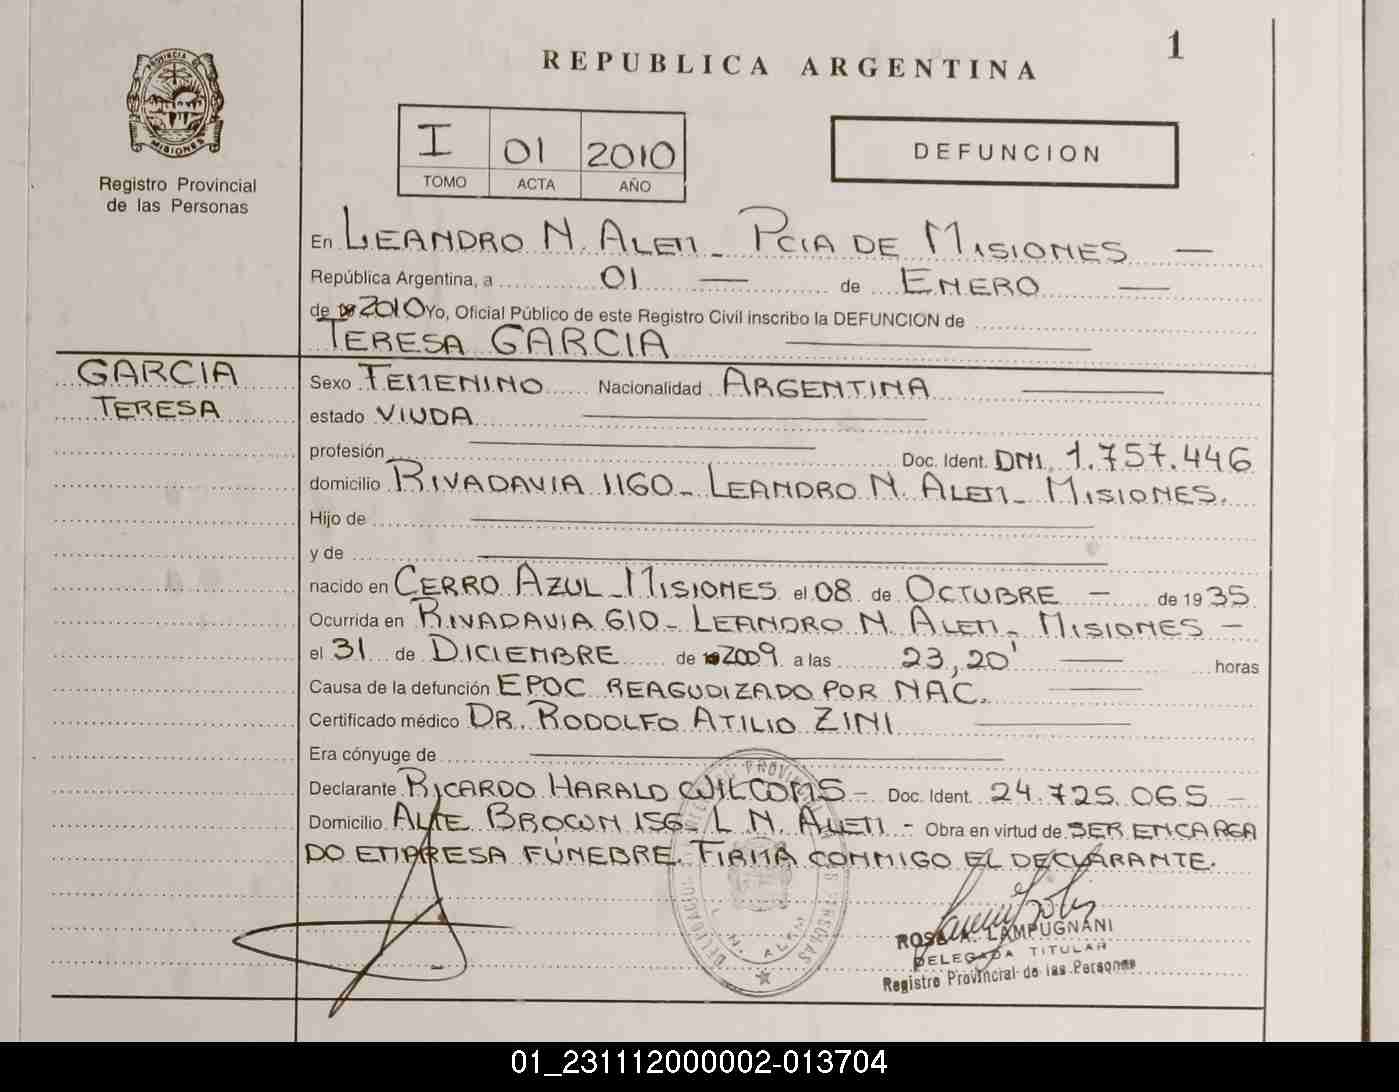 1
REPUBLICA ARGENTINA
PROVINCIA DE
MISIONES
Registro Provincial
de las Personas
I 01 2010
TOMO ACTA AÑO
DEFUNCION
En LEANDRO N. ALEM - PCIA DE MISIONES —
República Argentina, a 01 — de ENERO —
de 2010 Yo, Oficial Público de este Registro Civil inscribo la DEFUNCION de
TERESA GARCIA
GARCIA
TERESA
Sexo FEMENINO Nacionalidad ARGENTINA
estado VIUDA
profesión Doc. Ident. DNI. 1.757.446
domicilio RIVADAVIA 1160 - LEANDRO N. ALEM - MISIONES.
Hijo de
y de
nacido en CERRO AZUL - MISIONES el 08 de OCTUBRE — de 1935
Ocurrida en RIVADAVIA 610 - LEANDRO N. ALEM - MISIONES —
el 31 de DICIEMBRE de 2009 a las 23,20' — horas
Causa de la defunción EPOC REAGUDIZADO POR NAC.
Certificado médico DR. RODOLFO ATILIO ZINI
Era cónyuge de
Declarante RICARDO HARALD WILCOMS - Doc. Ident. 24.725.065 -
Domicilio ALTE BROWN 156 - L N. ALEM - Obra en virtud de SER ENCARGA
DO EMPRESA FÚNEBRE. FIRMA CONMIGO EL DECLARANTE.
L. N. ALEM
ROSA A. LAMPUGNANI
DELEGADA TITULAR
Registro Provincial de las Personas
01_231112000002-013704